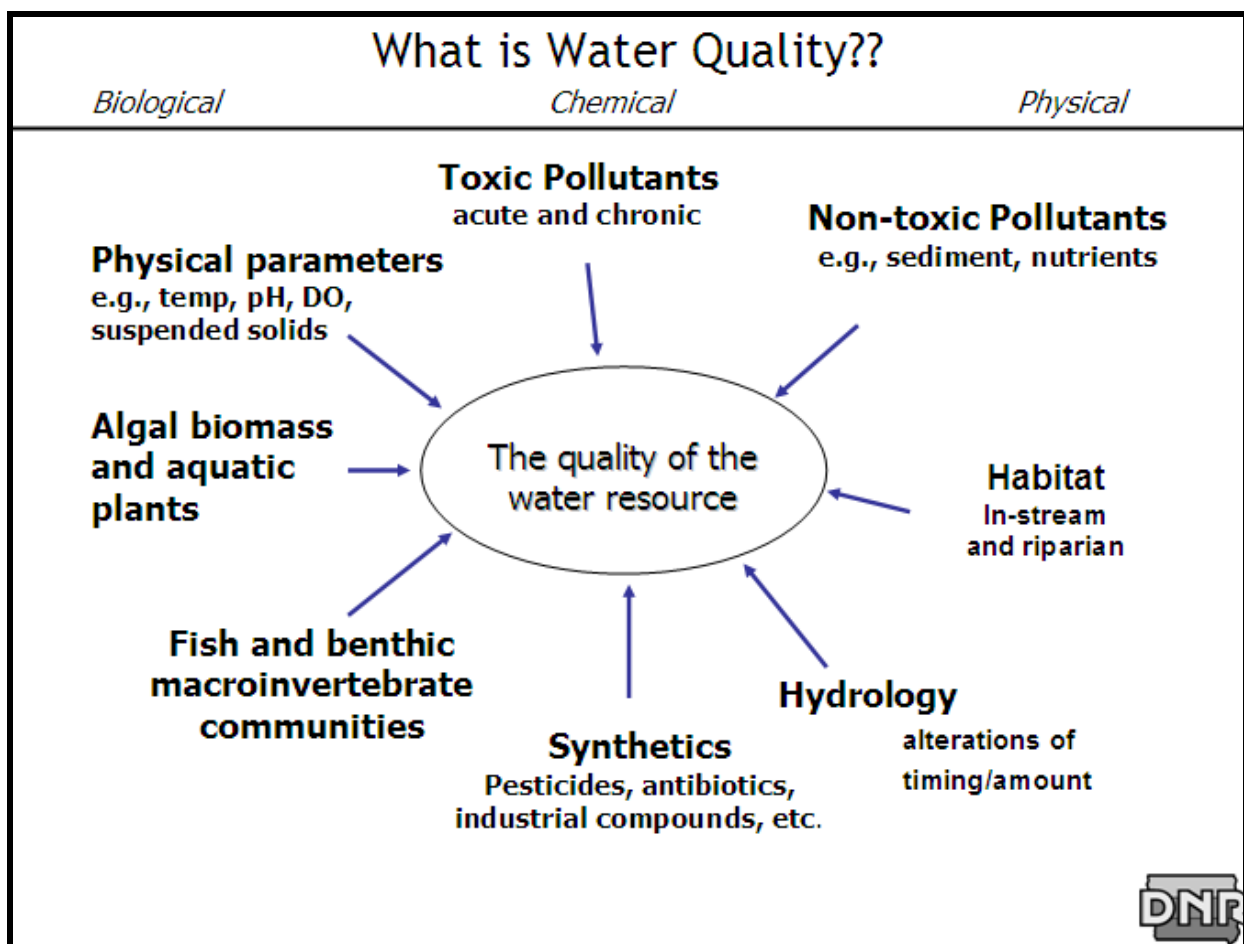 What is Water Quality??
Biological Chemical Physical
Toxic Pollutants
acute and chronic
Non-toxic Pollutants
e.g., sediment, nutrients
Physical parameters
e.g., temp, pH, DO,
suspended solids
Algal biomass
and aquatic
plants
The quality of the
water resource
Habitat
In-stream
and riparian
Fish and benthic
macroinvertebrate
communities
Hydrology
alterations of
timing/amount
Synthetics
Pesticides, antibiotics,
industrial compounds, etc.
DNR